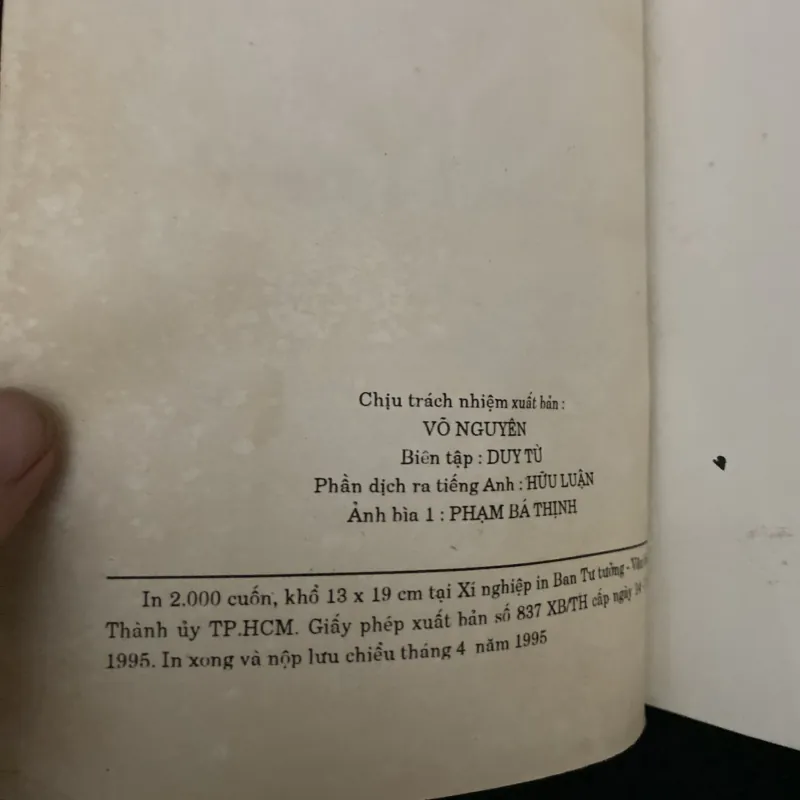 Chịu trách nhiệm xuất bản :
VÕ NGUYÊN
Biên tập : DUY TỪ
Phần dịch ra tiếng Anh : HỮU LUẬN
Ảnh bìa 1 : PHẠM BÁ THỊNH
In 2.000 cuốn, khổ 13 x 19 cm tại Xí nghiệp in Ban Tư tưởng -
Thành ủy TP.HCM. Giấy phép xuất bản số 837 XB/TH cấp ngày
1995. In xong và nộp lưu chiểu tháng 4 năm 1995